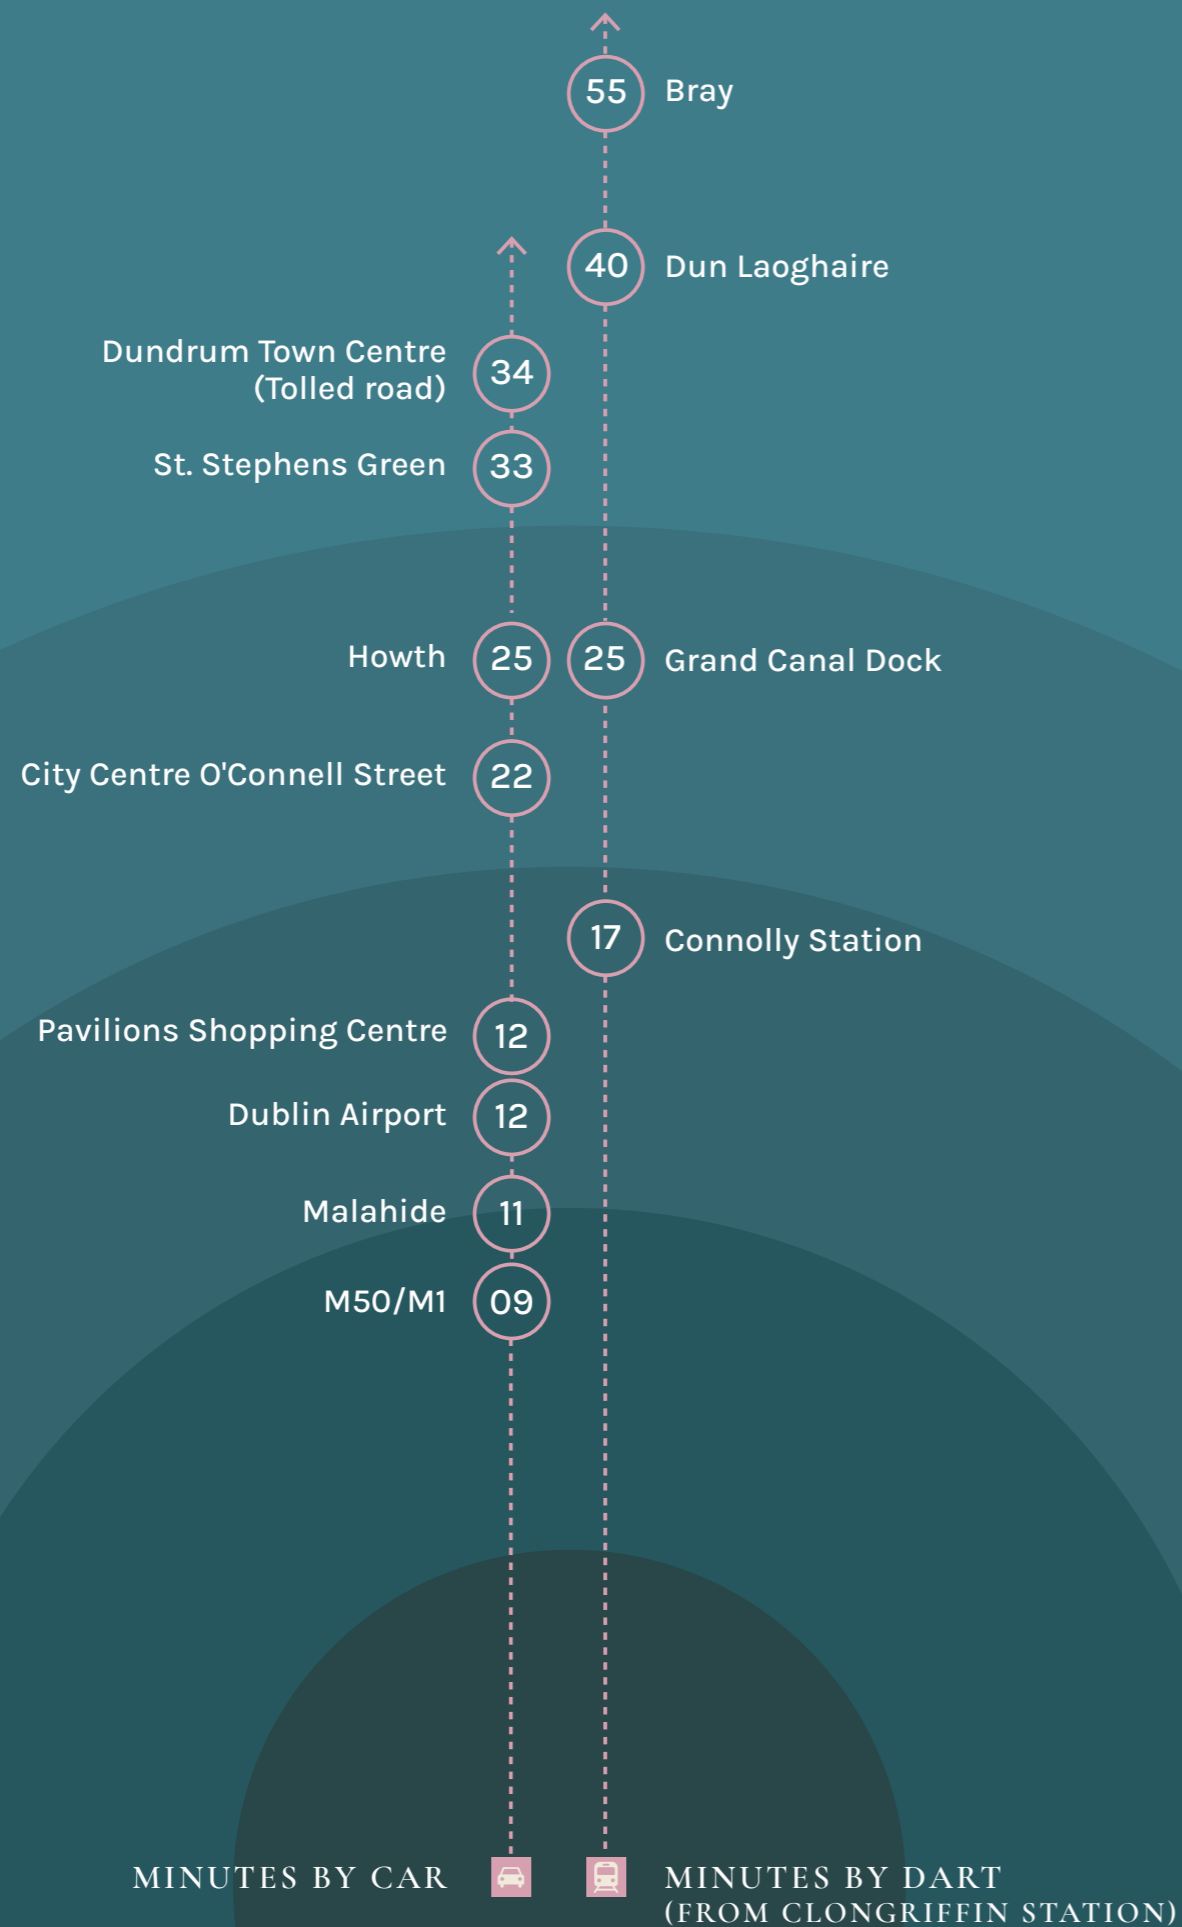 55 Bray
40 Dun Laoghaire
Dundrum Town Centre
(Tolled road) 34
St. Stephens Green 33
Howth 25 25 Grand Canal Dock
City Centre O'Connell Street 22
17 Connolly Station
Pavilions Shopping Centre 12
Dublin Airport 12
Malahide 11
M50/M1 09
MINUTES BY CAR MINUTES BY DART
(FROM CLONGRIFFIN STATION)